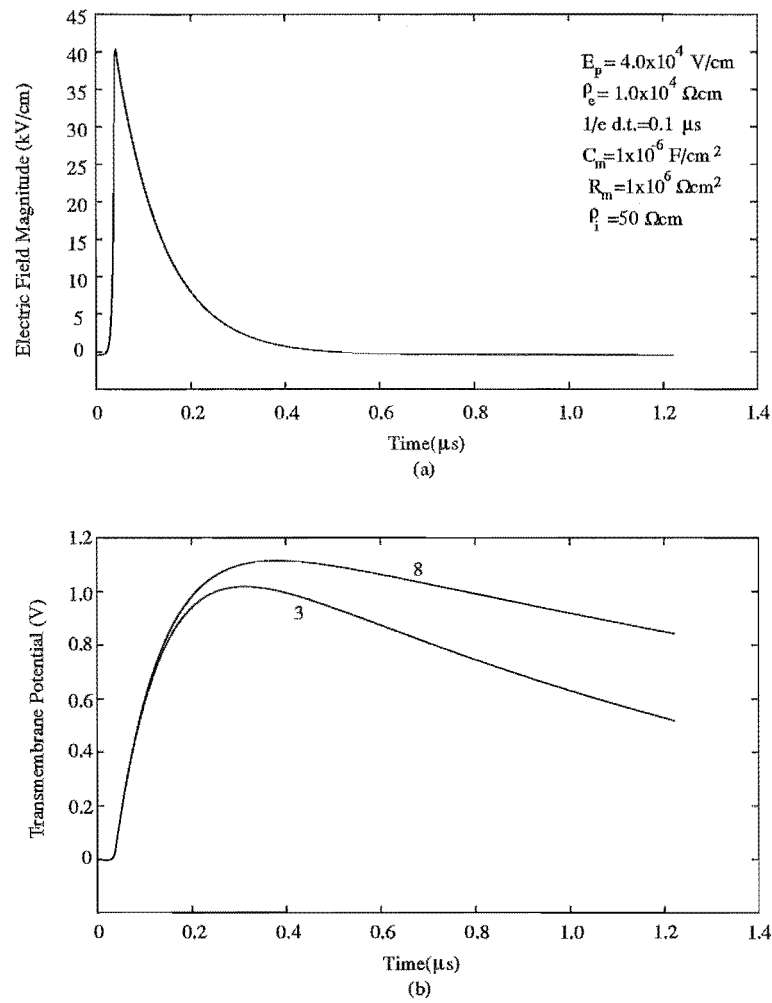 45
40
35
30
25
20
15
10
5
0
Electric Field Magnitude (kV/cm)
E_p = 4.0x10^4 V/cm
ρ_e = 1.0x10^4 Ωcm
1/e d.t.=0.1 μs
C_m=1x10^-6 F/cm^2
R_m=1x10^6 Ωcm^2
ρ_i =50 Ωcm
0 0.2 0.4 0.6 0.8 1.0 1.2 1.4
Time(μs)
(a)
1.2
1.0
0.8
0.6
0.4
0.2
0
Transmembrane Potential (V)
8
3
0 0.2 0.4 0.6 0.8 1.0 1.2 1.4
Time(μs)
(b)